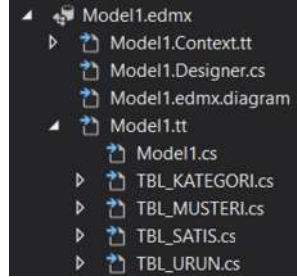 Model1.edmx
Model1.Context.tt
Model1.Designer.cs
Model1.edmx.diagram
Model1.tt
Model1.cs
TBL_KATEGORI.cs
TBL_MUSTERI.cs
TBL_SATIS.cs
TBL_URUN.cs